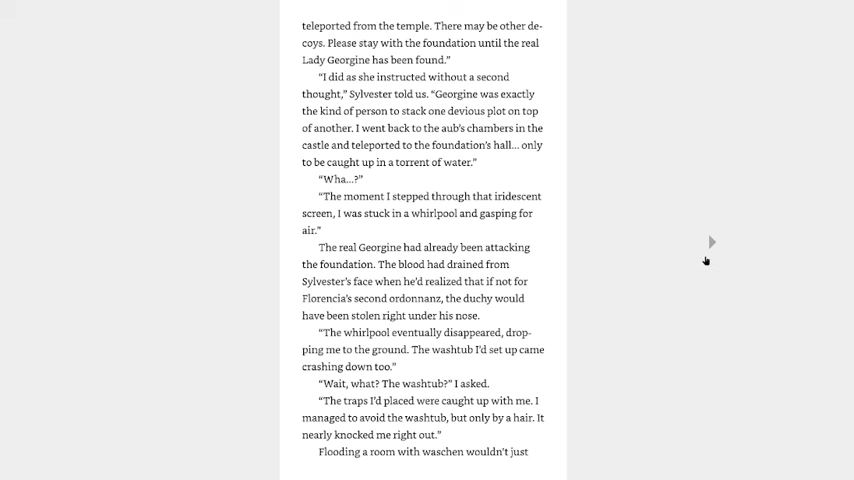 teleported from the temple. There may be other de-
coys. Please stay with the foundation until the real
Lady Georgine has been found.”
“I did as she instructed without a second
thought,” Sylvester told us. “Georgine was exactly
the kind of person to stack one devious plot on top
of another. I went back to the aub’s chambers in the
castle and teleported to the foundation’s hall... only
to be caught up in a torrent of water.”
“Wha...?”
“The moment I stepped through that iridescent
screen, I was stuck in a whirlpool and gasping for
air.”
The real Georgine had already been attacking
the foundation. The blood had drained from
Sylvester’s face when he’d realized that if not for
Florencia’s second ordonnanz, the duchy would
have been stolen right under his nose.
“The whirlpool eventually disappeared, drop-
ping me to the ground. The washtub I’d set up came
crashing down too.”
“Wait, what? The washtub?” I asked.
“The traps I’d placed were caught up with me. I
managed to avoid the washtub, but only by a hair. It
nearly knocked me right out.”
Flooding a room with waschen wouldn’t just